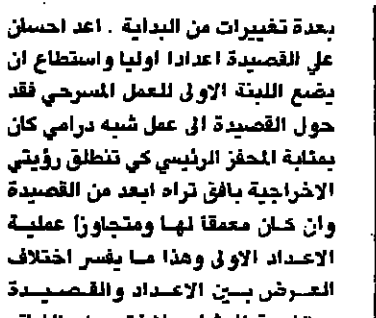 بعدة تغييرات من البداية . اعد احسان
علي القصيدة اعدادا اوليا واستطاع ان
يضع اللبنة الاولى للعمل المسرحي فقد
حول القصيدة الى عمل شبه درامي كان
بمثابة المحفز الرئيسي كي تنطلق رؤيتي
الاخراجية بافق تراه ابعد من القصيدة
وان كان معمقا لها ومتجاوزا عملية
الاعداد الاولى وهذا ما يفسر اختلاف
العرض بين الاعداد والقصيدة